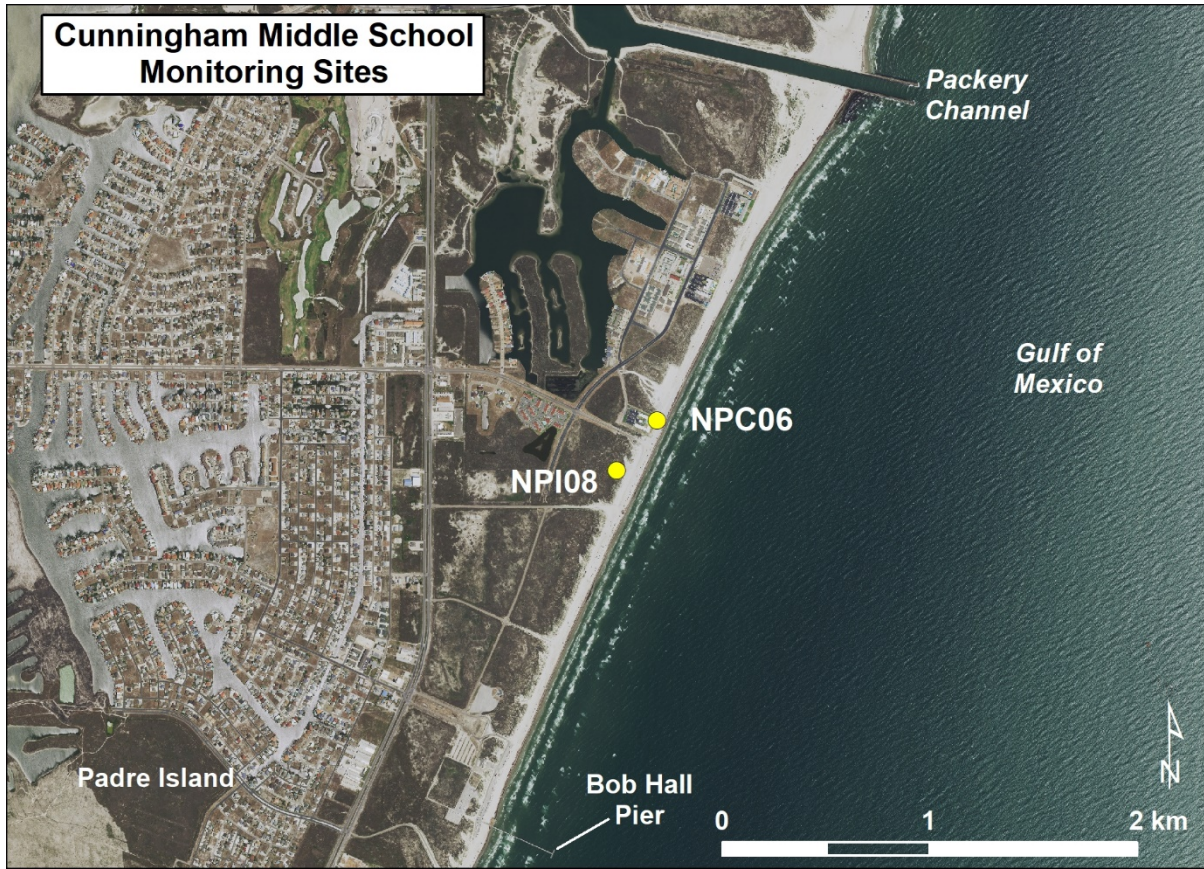 Cunningham Middle School
Monitoring Sites
Packery
Channel
Gulf of
Mexico
NPC06
NPI08
Padre Island
Bob Hall
Pier
N
0 1 2 km